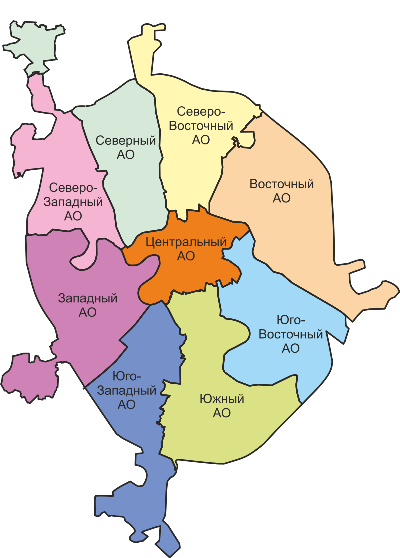 Северо-
Восточный
АО
Северный
АО
Северо-
Западный
АО
Восточный
АО
Центральный
АО
Западный
АО
Юго-
Восточный
АО
Юго-
Западный
АО
Южный
АО